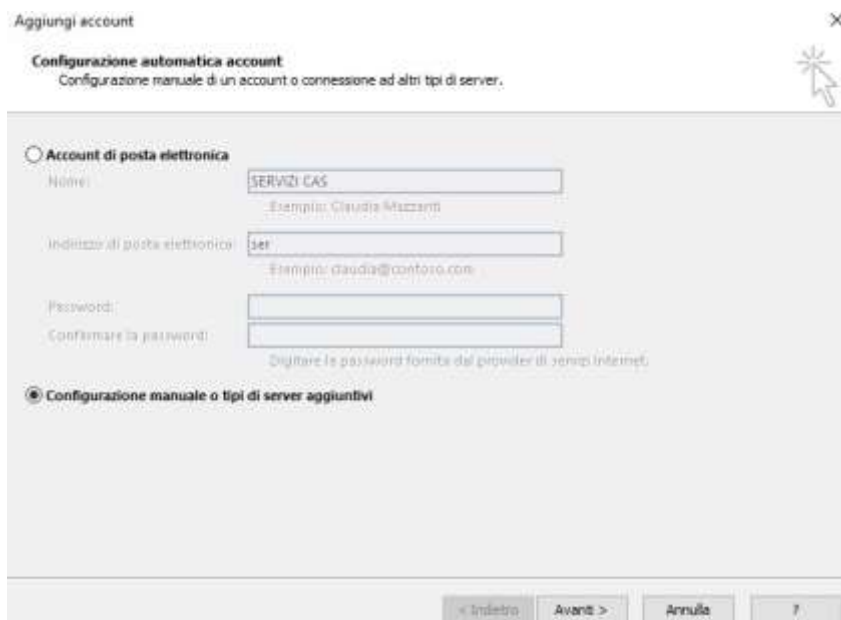 Aggiungi account
Configurazione automatica account
Configurazione manuale di un account o connessione ad altri tipi di server.
Account di posta elettronica
Nome:
SERVIZI CAS
Esempio: Claudia Mazzanti
Indirizzo di posta elettronica:
ser
Esempio: claudia@contoso.com
Password:
Confermare la password:
Digitare la password fornita dal provider di servizi Internet.
Configurazione manuale o tipi di server aggiuntivi
< Indietro
Avanti >
Annulla
?